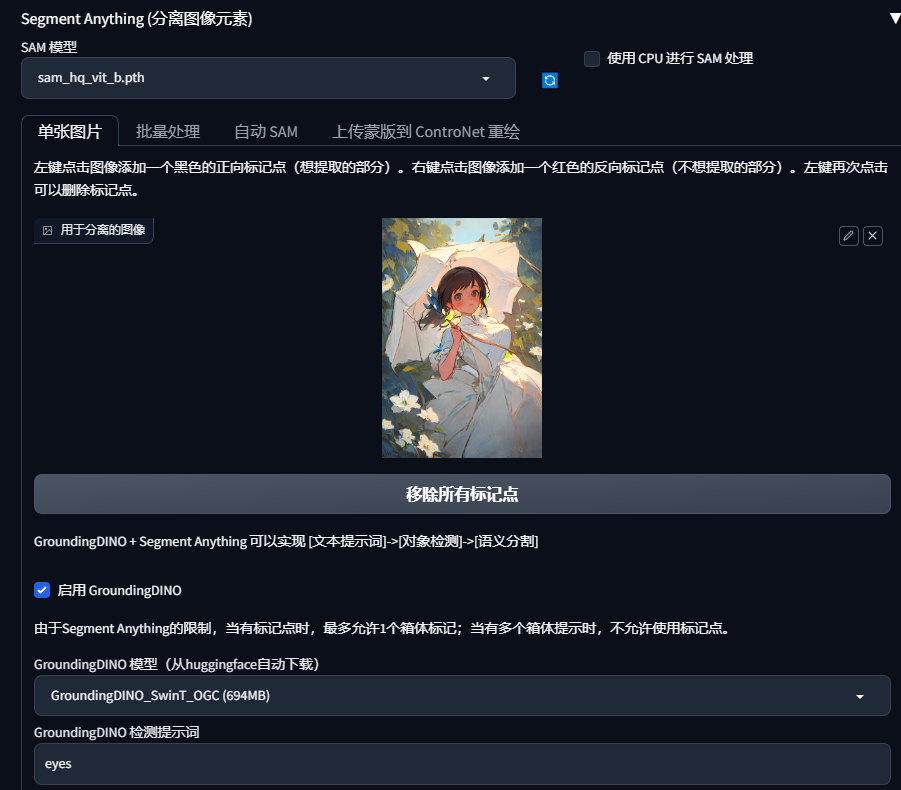 Segment Anything (分离图像元素)
SAM 模型
sam_hq_vit_b.pth
使用 CPU 进行 SAM 处理
单张图片 批量处理 自动 SAM 上传蒙版到 ControNet 重绘
左键点击图像添加一个黑色的正向标记点（想提取的部分）。右键点击图像添加一个红色的反向标记点（不想提取的部分）。左键再次点击
可以删除标记点。
用于分离的图像
移除所有标记点
GroundingDINO + Segment Anything 可以实现 [文本提示词]->[对象检测]->[语义分割]
启用 GroundingDINO
由于Segment Anything的限制，当有标记点时，最多允许1个箱体标记；当有多个箱体提示时，不允许使用标记点。
GroundingDINO 模型（从huggingface自动下载）
GroundingDINO_SwinT_OGC (694MB)
GroundingDINO 检测提示词
eyes